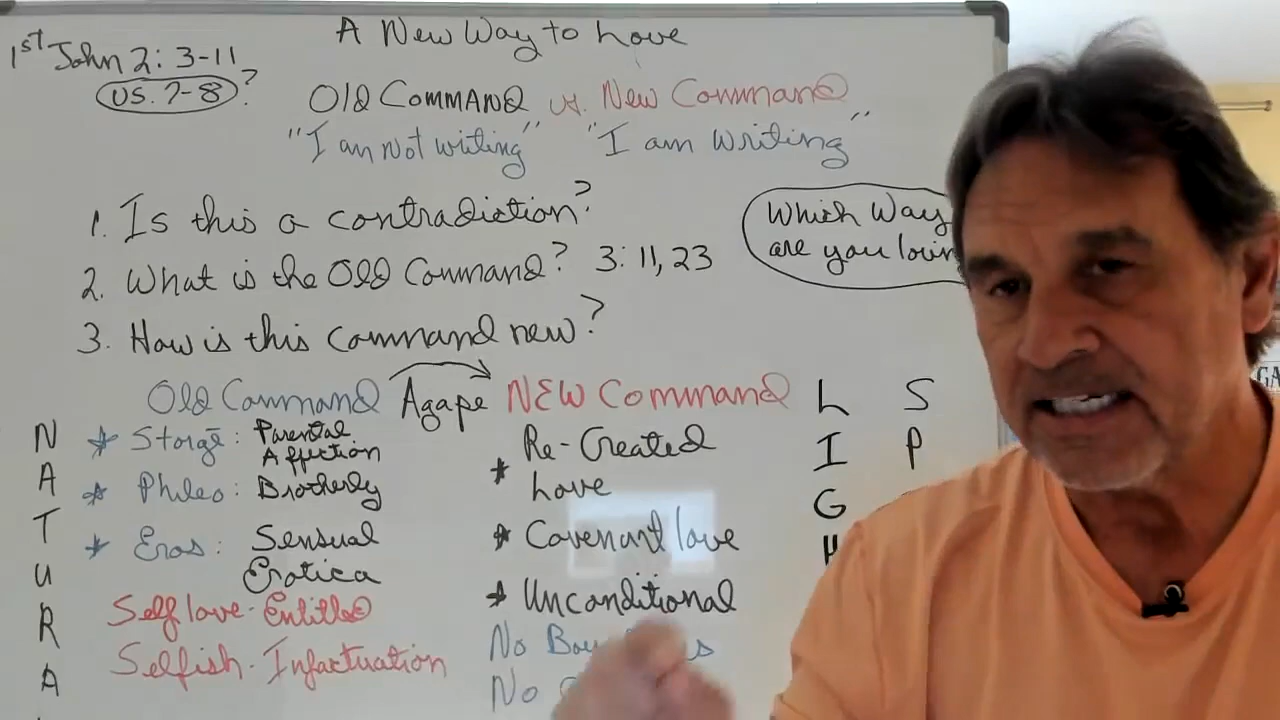 A New Way to Love
1st John 2: 3-11
VS. 7-8 ?
Old Command vs. New Command
"I am not writing" "I am writing"
1. Is this a contradiction?
2. What is the Old Command? 3: 11, 23
3. How is this command new?
Which Way
are you lovin
Old Command Agape NEW Command
* Storgē: Parental
Affection
* Phileo: Brotherly
* Eros: Sensual
Erotica
Self love - Entitled
Selfish - Infactuation
* Re-Created
Love
* Covenant love
* Unconditional
No
No
N
A
T
U
R
A
L
I
G
H
S
P
GA